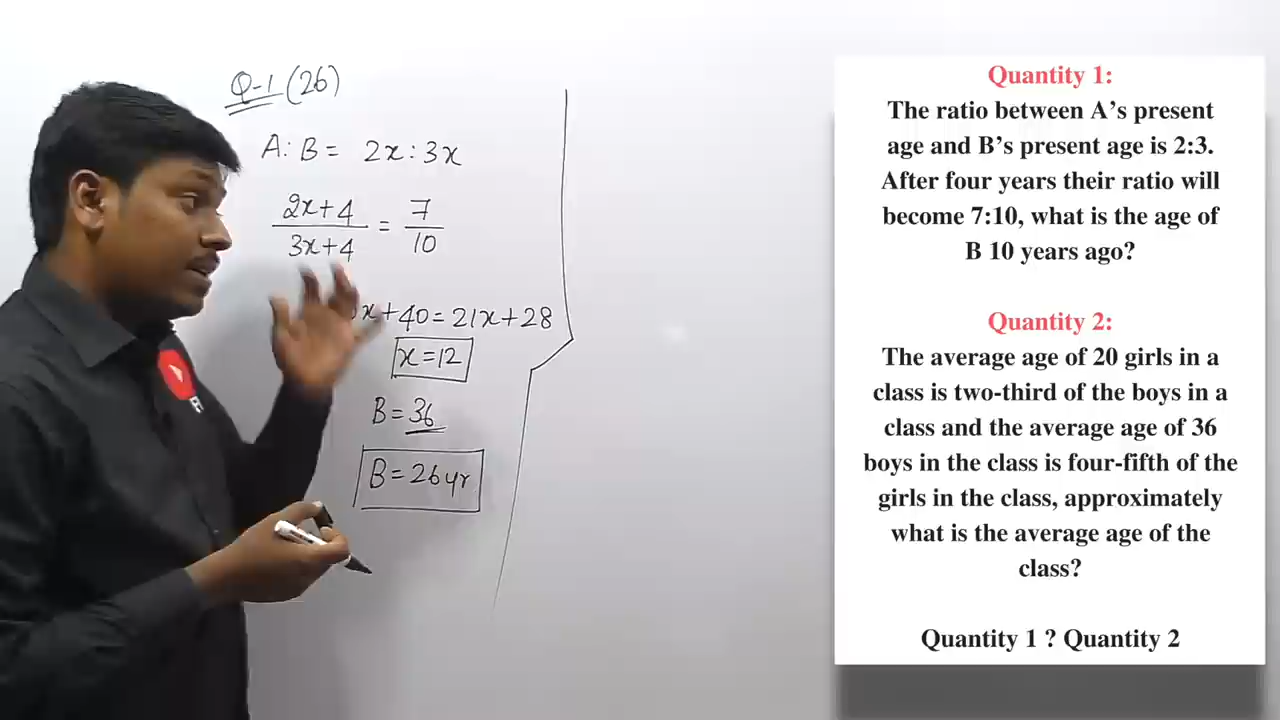 Q-1 (26)
A: B = 2x : 3x
2x+4 / 3x+4 = 7 / 10
x+40 = 21x+28
x = 12
B = 36
B = 26 yr
Quantity 1:
The ratio between A’s present
age and B’s present age is 2:3.
After four years their ratio will
become 7:10, what is the age of
B 10 years ago?
Quantity 2:
The average age of 20 girls in a
class is two-third of the boys in a
class and the average age of 36
boys in the class is four-fifth of the
girls in the class, approximately
what is the average age of the
class?
Quantity 1 ? Quantity 2